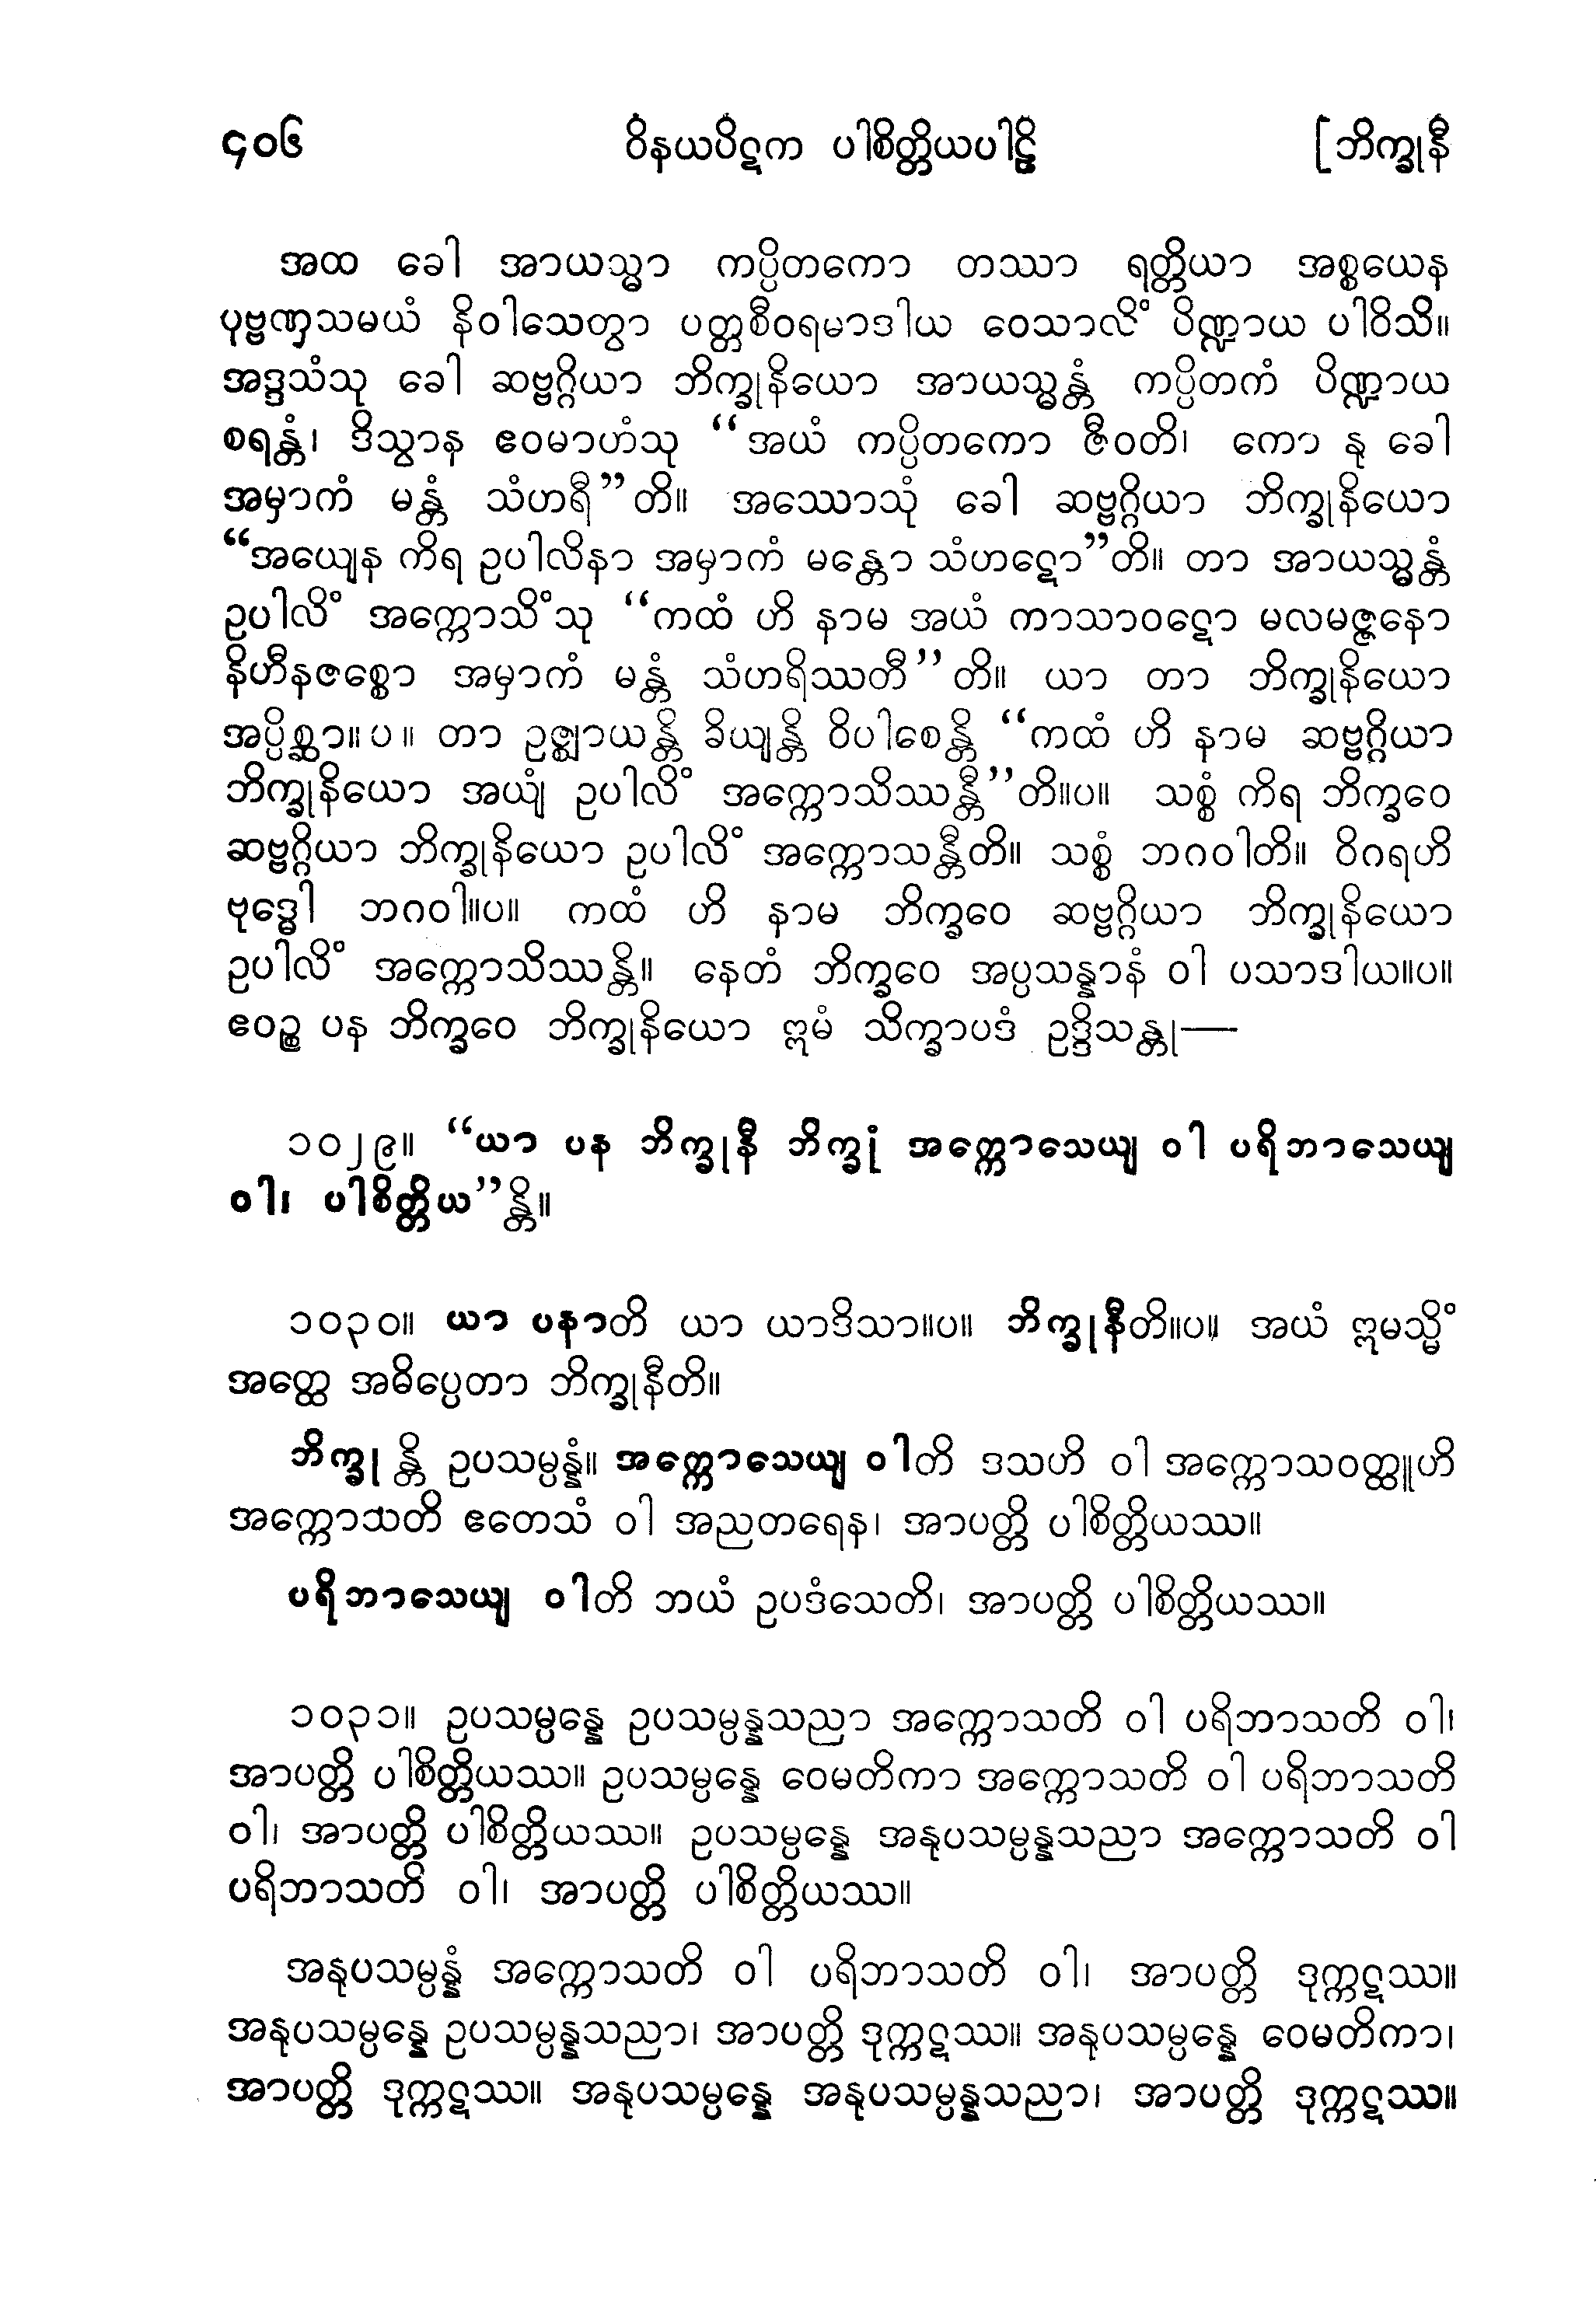 ၄၀၆ ဝိနယပိဋက ပါစိတ္တိယပါဠိ [ ဘိက္ခုနီ
အထ ခေါ အာယသ္မာ ကပ္ပိတကော တဿာ ရတ္တိယာ အစ္စယေန
ပုဗ္ဗဏှသမယံ နိဝါသေတွာ ပတ္တစီဝရမာဒါယ ဝေသာလိံ ပိဏ္ဍာယ ပါဝိသိ။
အဒ္ဒသံသု ခေါ ဆဗ္ဗဂ္ဂိယာ ဘိက္ခုနိယော အာယသ္မန္တံ ကပ္ပိတကံ ပိဏ္ဍာယ
စရန္တံ၊ ဒိသွာန ဧဝမာဟံသု “အယံ ကပ္ပိတကော ဇီဝတိ၊ ကော နု ခေါ
အမှာကံ မန္တံ သံဟရီ”တိ။ အဿောသုံ ခေါ ဆဗ္ဗဂ္ဂိယာ ဘိက္ခုနိယော
“အယျေန ကိရ ဥပါလိနာ အမှာကံ မန္တော သံဟဋော”တိ။ တာ အာယသ္မန္တံ
ဥပါလိံ အက္ကောသိံသု “ကထံ ဟိ နာမ အယံ ကာသာဝဋော မလမဇ္ဇနော
နိဟီနဇစ္စော အမှာကံ မန္တံ သံဟရိဿတီ”တိ။ ယာ တာ ဘိက္ခုနိယော
အပ္ပိစ္ဆာ။ပ။ တာ ဥဇ္ဈာယန္တိ ခိယျန္တိ ဝိပါစေန္တိ “ကထံ ဟိ နာမ ဆဗ္ဗဂ္ဂိယာ
ဘိက္ခုနိယော အယျံ ဥပါလိံ အက္ကောသိဿန္တီ”တိ။ပ။ သစ္စံ ကိရ ဘိက္ခဝေ
ဆဗ္ဗဂ္ဂိယာ ဘိက္ခုနိယော ဥပါလိံ အက္ကောသန္တီတိ။ သစ္စံ ဘဂဝါတိ။ ဝိဂရဟိ
ဗုဒ္ဓေါ ဘဂဝါ။ပ။ ကထံ ဟိ နာမ ဘိက္ခဝေ ဆဗ္ဗဂ္ဂိယာ ဘိက္ခုနိယော
ဥပါလိံ အက္ကောသိဿန္တိ။ နေတံ ဘိက္ခဝေ အပ္ပသန္နာနံ ဝါ ပသာဒါယ။ပ။
ဧဝဉ္စ ပန ဘိက္ခဝေ ဘိက္ခုနိယော ဣမံ သိက္ခာပဒံ ဥဒ္ဒိသန္တု—
၁၀၂၉။ “ယာ ပန ဘိက္ခုနီ ဘိက္ခုံ အက္ကောသေယျ ဝါ ပရိဘာသေယျ
ဝါ၊ ပါစိတ္တိယ”န္တိ။
၁၀၃၀။ ယာ ပနာတိ ယာ ယာဒိသာ။ပ။ ဘိက္ခုနီတိ။ပ။ အယံ ဣမသ္မိံ
အတ္ထေ အဓိပ္ပေတာ ဘိက္ခုနီတိ။
ဘိက္ခု န္တိ ဥပသမ္ပန္နံ။ အက္ကောသေယျ ဝါတိ ဒသဟိ ဝါ အက္ကောသဝတ္ထူဟိ
အက္ကောသတိ ဧတေသံ ဝါ အညတရေန၊ အာပတ္တိ ပါစိတ္တိယဿ။
ပရိဘာသေယျ ဝါတိ ဘယံ ဥပဒံသေတိ၊ အာပတ္တိ ပါစိတ္တိယဿ။
၁၀၃၁။ ဥပသမ္ပန္နေ ဥပသမ္ပန္နသညာ အက္ကောသတိ ဝါ ပရိဘာသတိ ဝါ၊
အာပတ္တိ ပါစိတ္တိယဿ။ ဥပသမ္ပန္နေ ဝေမတိကာ အက္ကောသတိ ဝါ ပရိဘာသတိ
ဝါ၊ အာပတ္တိ ပါစိတ္တိယဿ။ ဥပသမ္ပန္နေ အနုပသမ္ပန္နသညာ အက္ကောသတိ ဝါ
ပရိဘာသတိ ဝါ၊ အာပတ္တိ ပါစိတ္တိယဿ။
အနုပသမ္ပန္နံ အက္ကောသတိ ဝါ ပရိဘာသတိ ဝါ၊ အာပတ္တိ ဒုက္ကဋဿ။
အနုပသမ္ပန္နေ ဥပသမ္ပန္နသညာ၊ အာပတ္တိ ဒုက္ကဋဿ။ အနုပသမ္ပန္နေ ဝေမတိကာ၊
အာပတ္တိ ဒုက္ကဋဿ။ အနုပသမ္ပန္နေ အနုပသမ္ပန္နသညာ၊ အာပတ္တိ ဒုက္ကဋဿ။